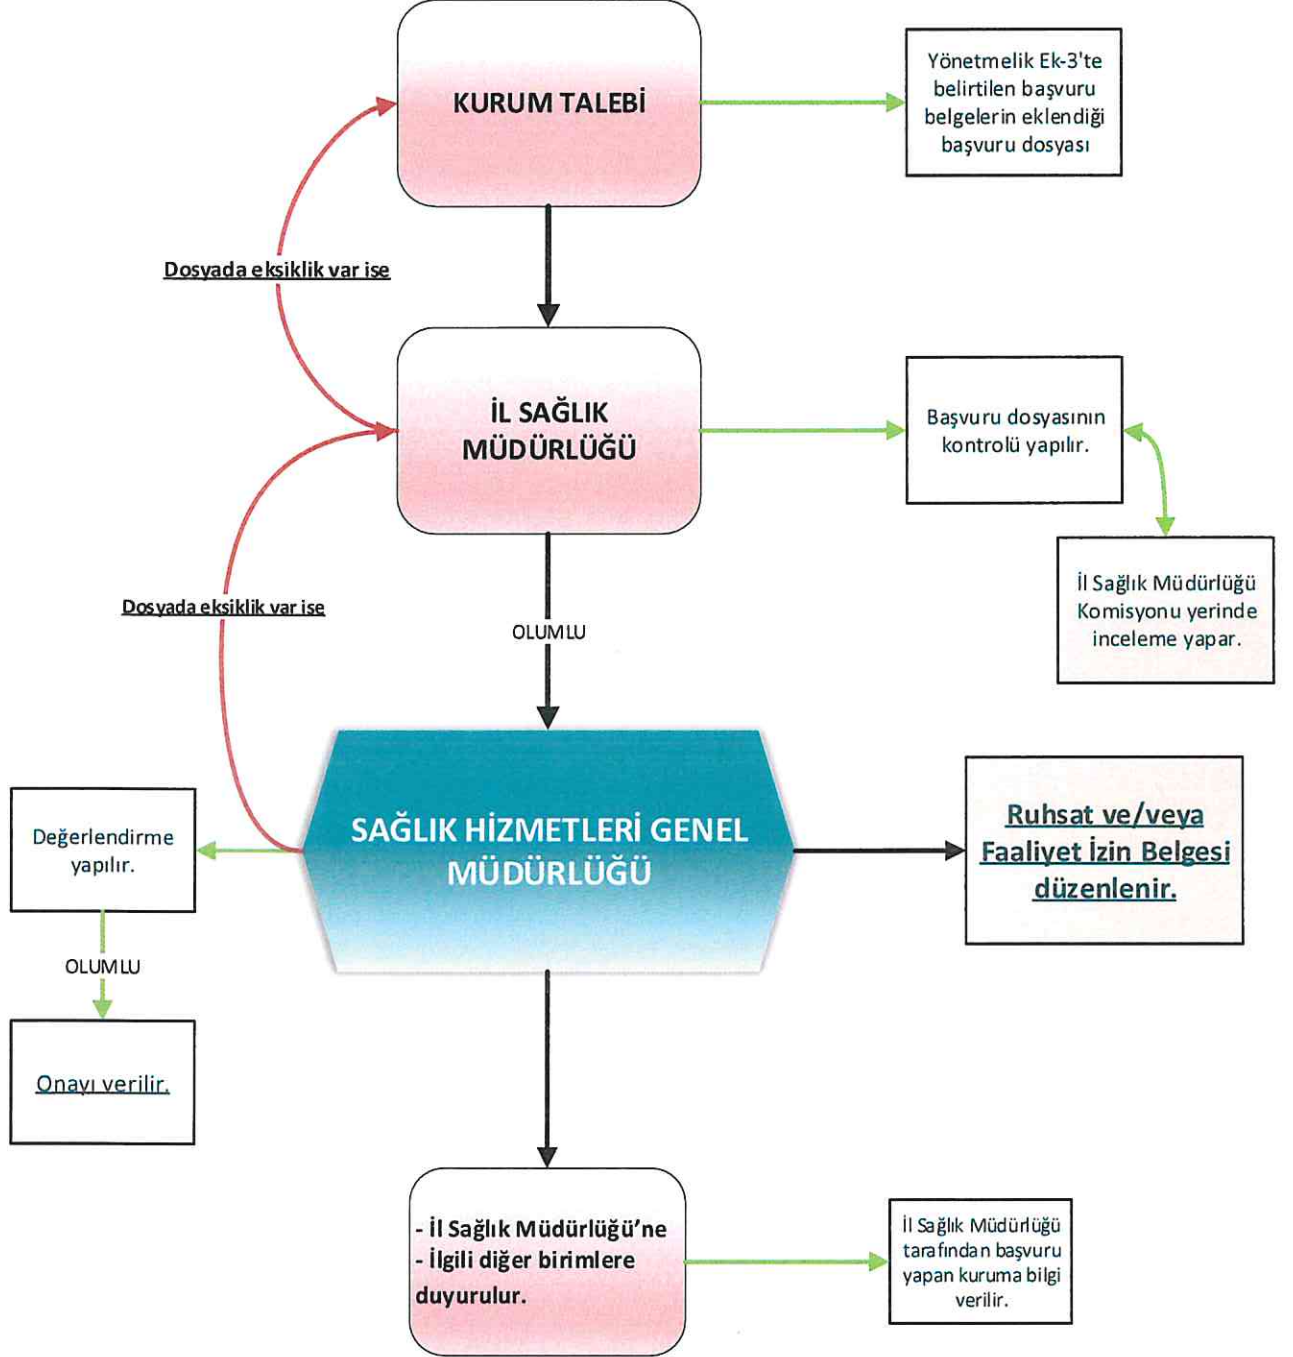 KURUM TALEBİ
Yönetmelik Ek-3'te
belirtilen başvuru
belgelerin eklendiği
başvuru dosyası
Dosyada eksiklik var ise
İL SAĞLIK
MÜDÜRLÜĞÜ
Başvuru dosyasının
kontrolü yapılır.
İl Sağlık Müdürlüğü
Komisyonu yerinde
inceleme yapar.
Dosyada eksiklik var ise
OLUMLU
SAĞLIK HİZMETLERİ GENEL
MÜDÜRLÜĞÜ
Ruhsat ve/veya
Faaliyet İzin Belgesi
düzenlenir.
Değerlendirme
yapılır.
OLUMLU
Onayı verilir.
- İl Sağlık Müdürlüğü’ne
- İlgili diğer birimlere
duyurulur.
İl Sağlık Müdürlüğü
tarafından başvuru
yapan kuruma bilgi
verilir.